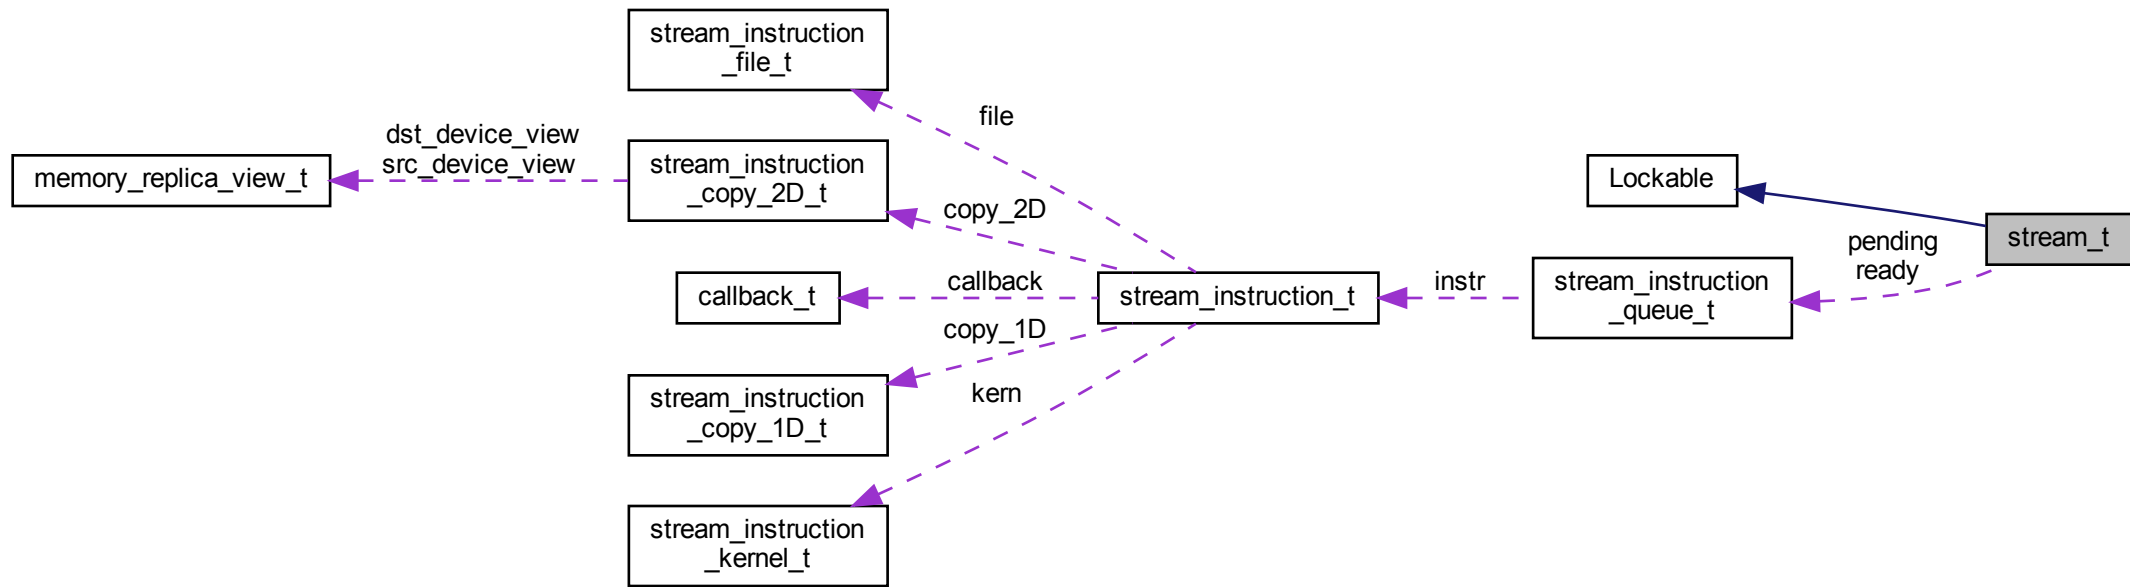 stream_instruction
_file_t
file
dst_device_view
src_device_view
memory_replica_view_t
stream_instruction
_copy_2D_t
copy_2D
Lockable
stream_t
pending
ready
callback_t
callback
stream_instruction_t
instr
stream_instruction
_queue_t
copy_1D
stream_instruction
_copy_1D_t
kern
stream_instruction
_kernel_t